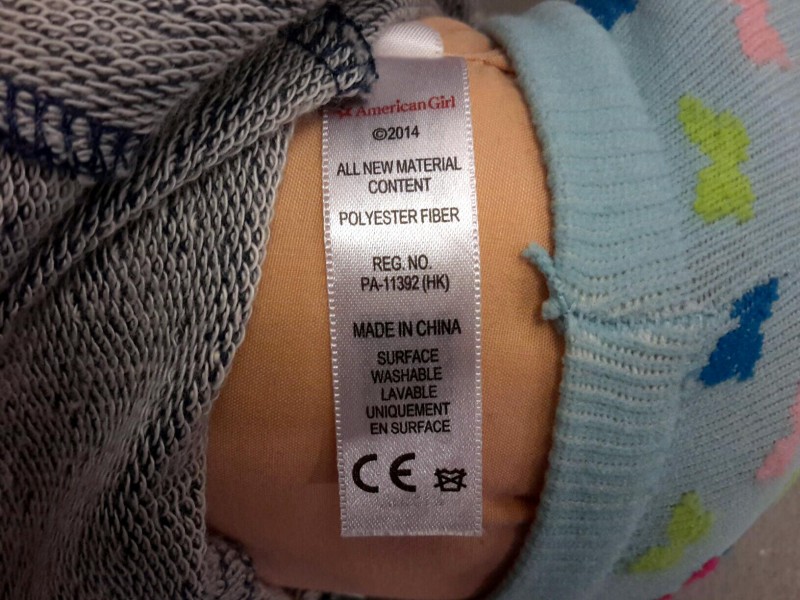 American Girl
©2014
ALL NEW MATERIAL
CONTENT
POLYESTER FIBER
REG. NO.
PA-11392 (HK)
MADE IN CHINA
SURFACE
WASHABLE
LAVABLE
UNIQUEMENT
EN SURFACE
CE